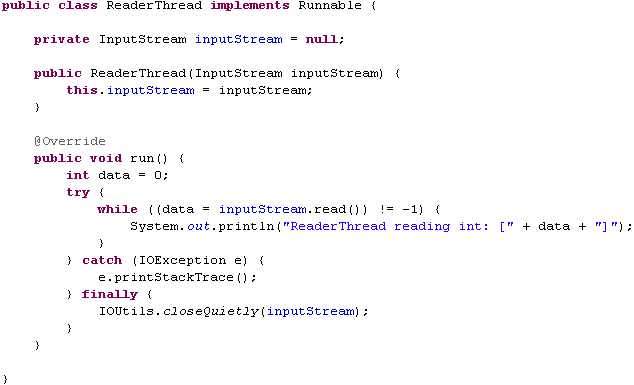 public class ReaderThread implements Runnable {
private InputStream inputStream = null;
public ReaderThread(InputStream inputStream) {
this.inputStream = inputStream;
}
@Override
public void run() {
int data = 0;
try {
while ((data = inputStream.read()) != -1) {
System.out.println("ReaderThread reading int: [" + data + "]");
}
} catch (IOException e) {
e.printStackTrace();
} finally {
IOUtils.closeQuietly(inputStream);
}
}
}